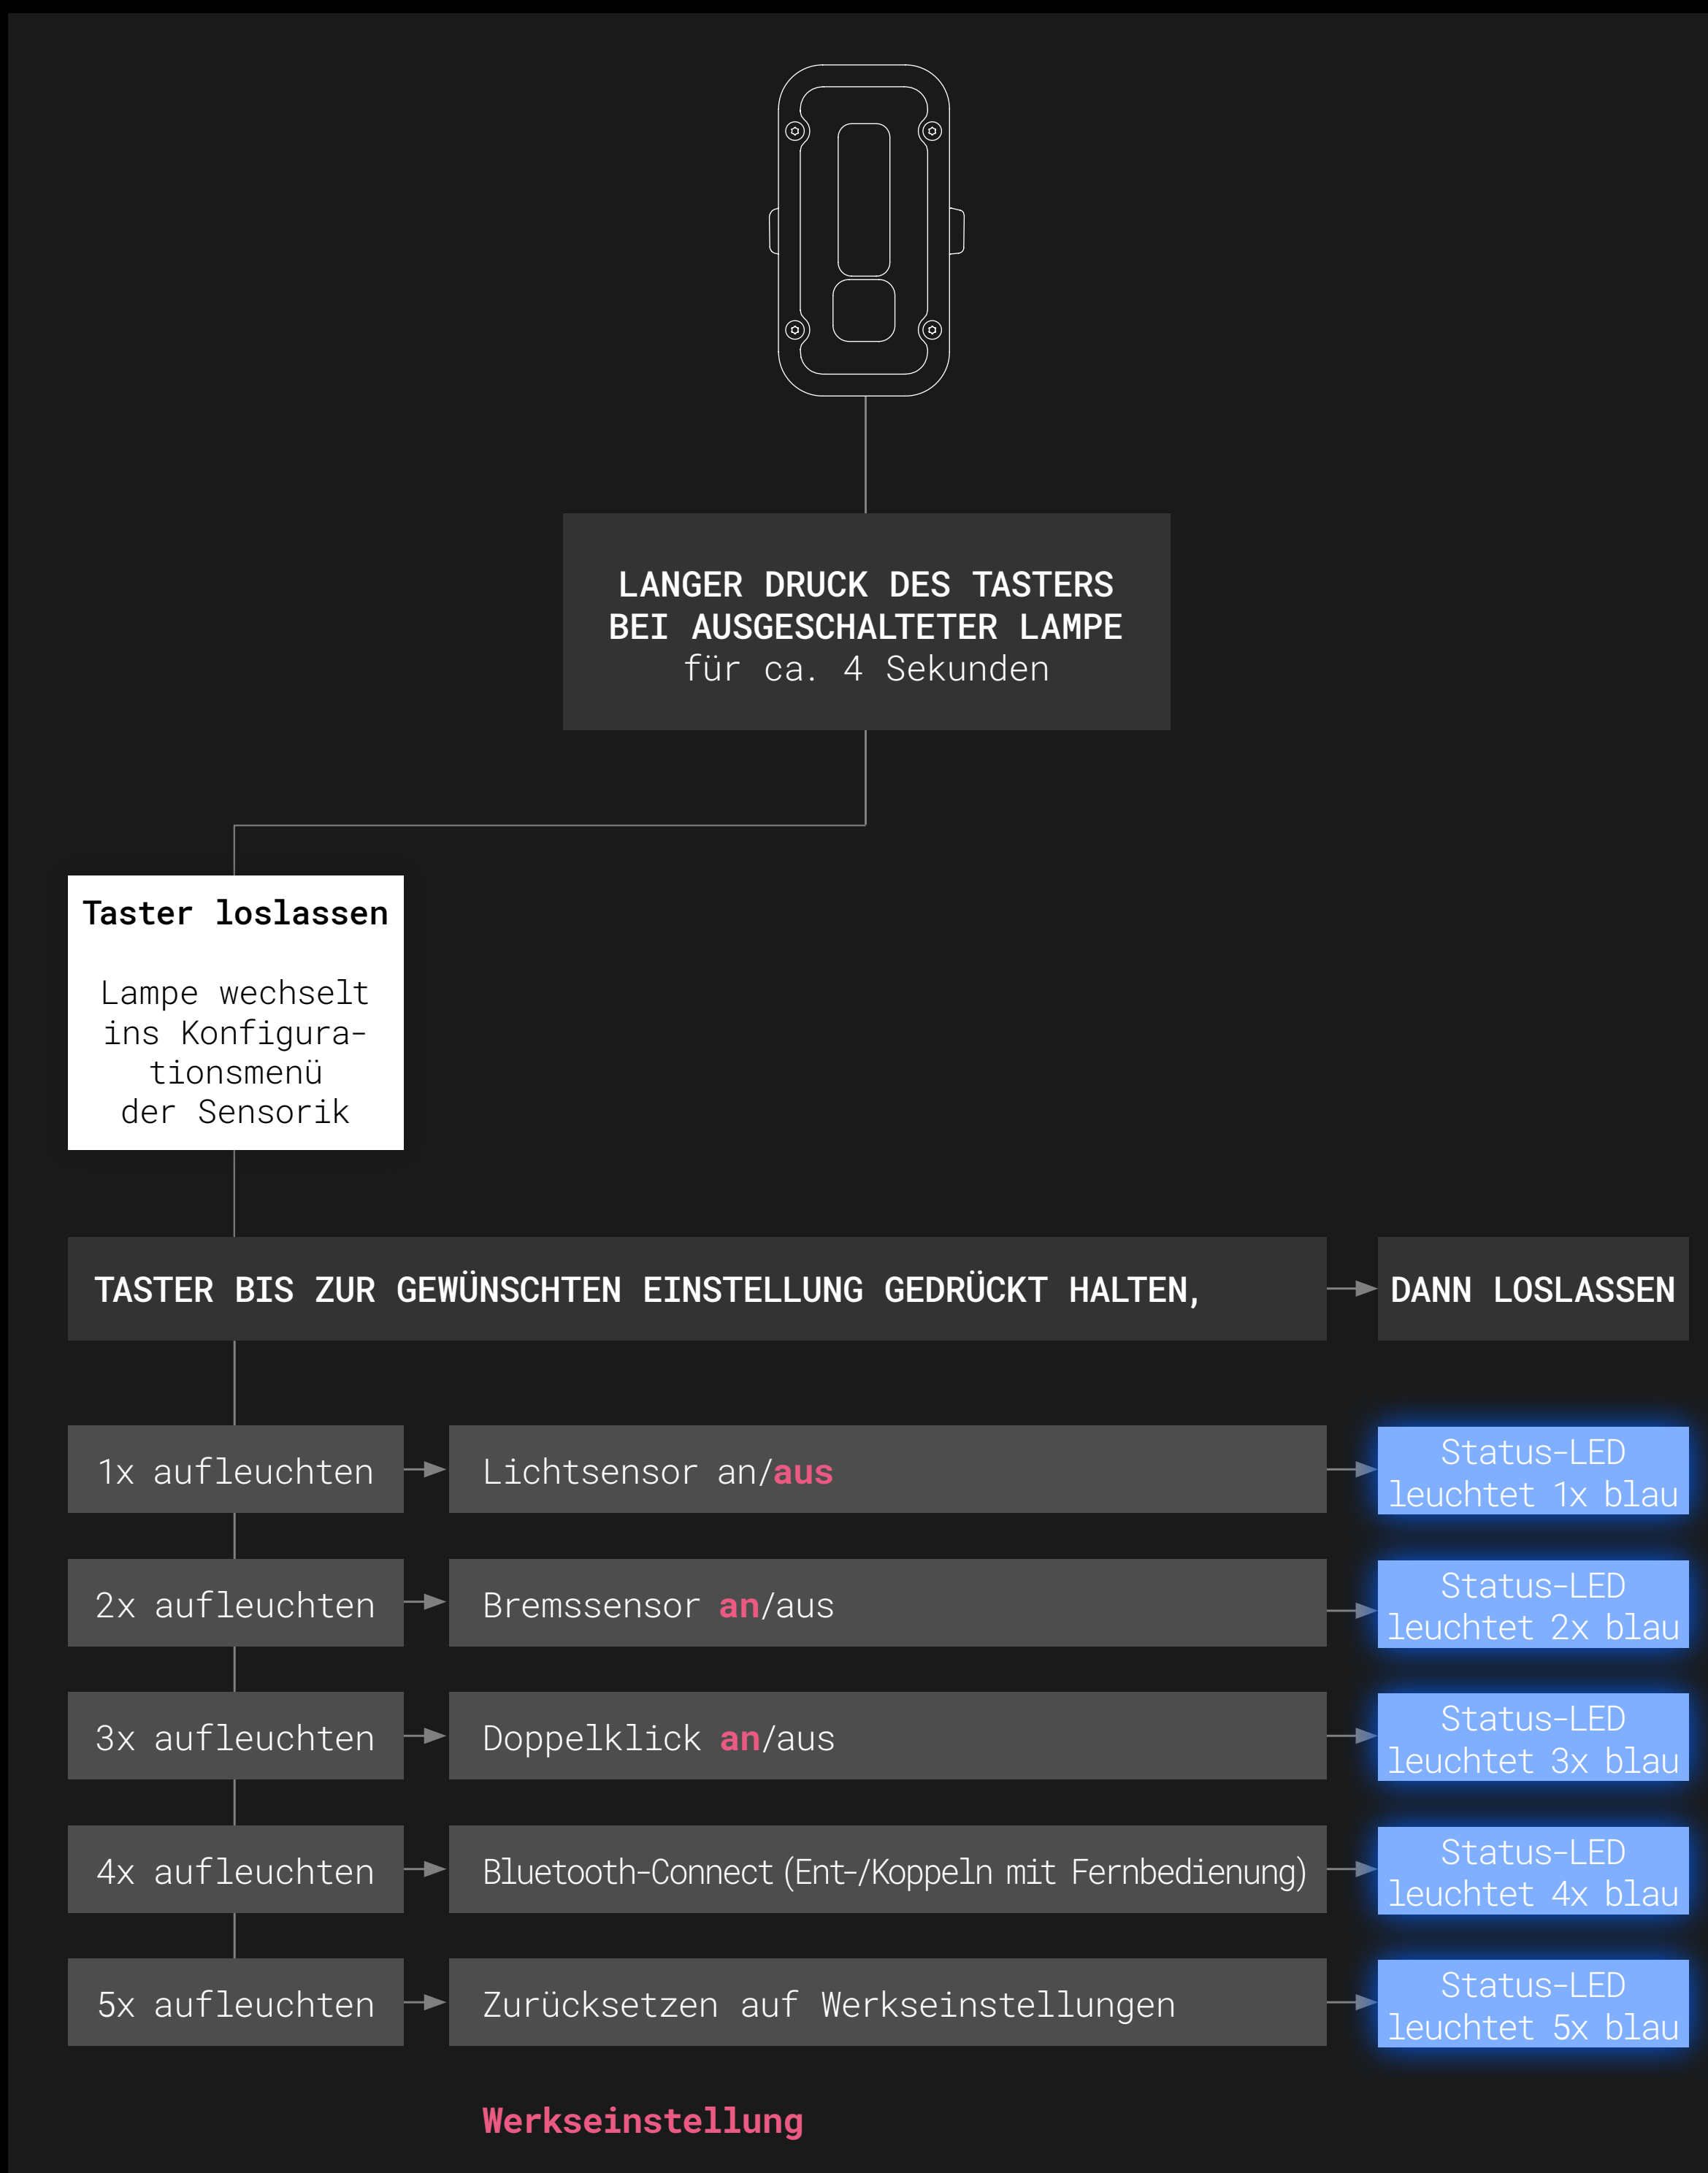 LANGER DRUCK DES TASTERS
BEI AUSGESCHALTETER LAMPE
für ca. 4 Sekunden
Taster loslassen
Lampe wechselt
ins Konfigura-
tionsmenü
der Sensorik
TASTER BIS ZUR GEWÜNSCHTEN EINSTELLUNG GEDRÜCKT HALTEN,
DANN LOSLASSEN
1x aufleuchten
Lichtsensor an/aus
Status-LED
leuchtet 1x blau
2x aufleuchten
Bremssensor an/aus
Status-LED
leuchtet 2x blau
3x aufleuchten
Doppelklick an/aus
Status-LED
leuchtet 3x blau
4x aufleuchten
Bluetooth-Connect (Ent-/Koppeln mit Fernbedienung)
Status-LED
leuchtet 4x blau
5x aufleuchten
Zurücksetzen auf Werkseinstellungen
Status-LED
leuchtet 5x blau
Werkseinstellung